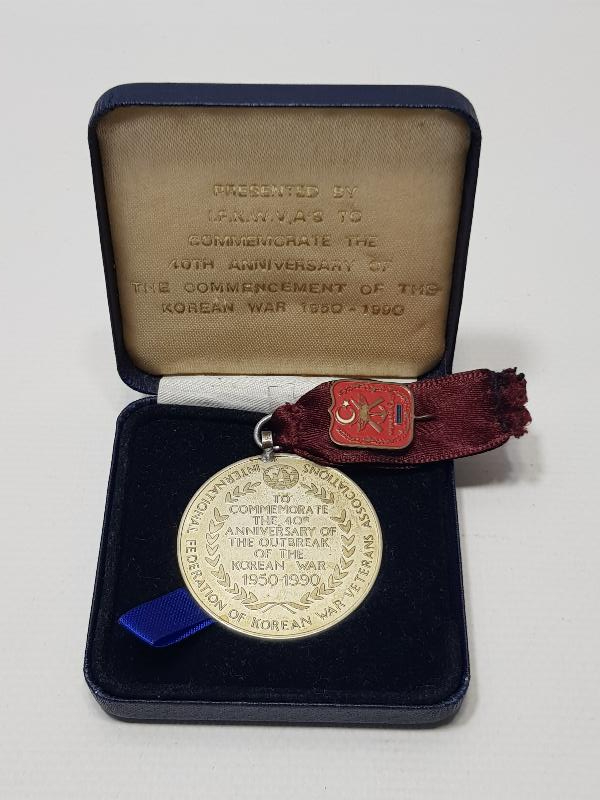 PRESENTED BY
I.F.K.W.V.A'S TO
COMMEMORATE THE
40TH ANNIVERSARY OF
THE COMMENCEMENT OF THE
KOREAN WAR 1950-1990
TO
COMMEMORATE
THE 40TH
ANNIVERSARY OF
THE OUTBREAK
OF THE
KOREAN WAR
1950-1990
INTERNATIONAL FEDERATION OF KOREAN WAR VETERANS ASSOCIATIONS